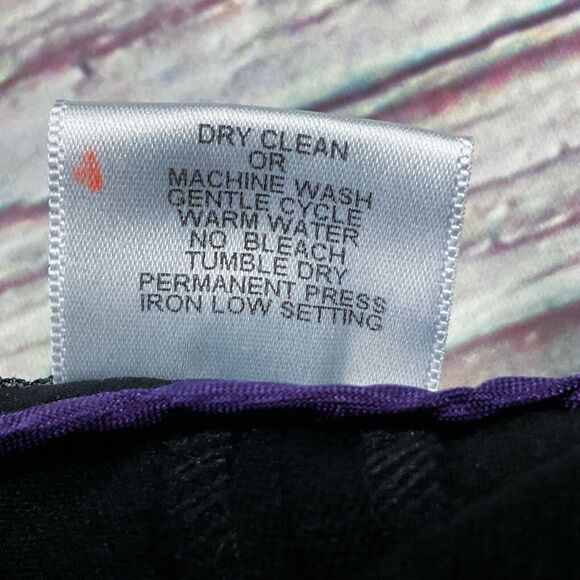 DRY CLEAN
OR
MACHINE WASH
GENTLE CYCLE
WARM WATER
NO BLEACH
TUMBLE DRY
PERMANENT PRESS
IRON LOW SETTING